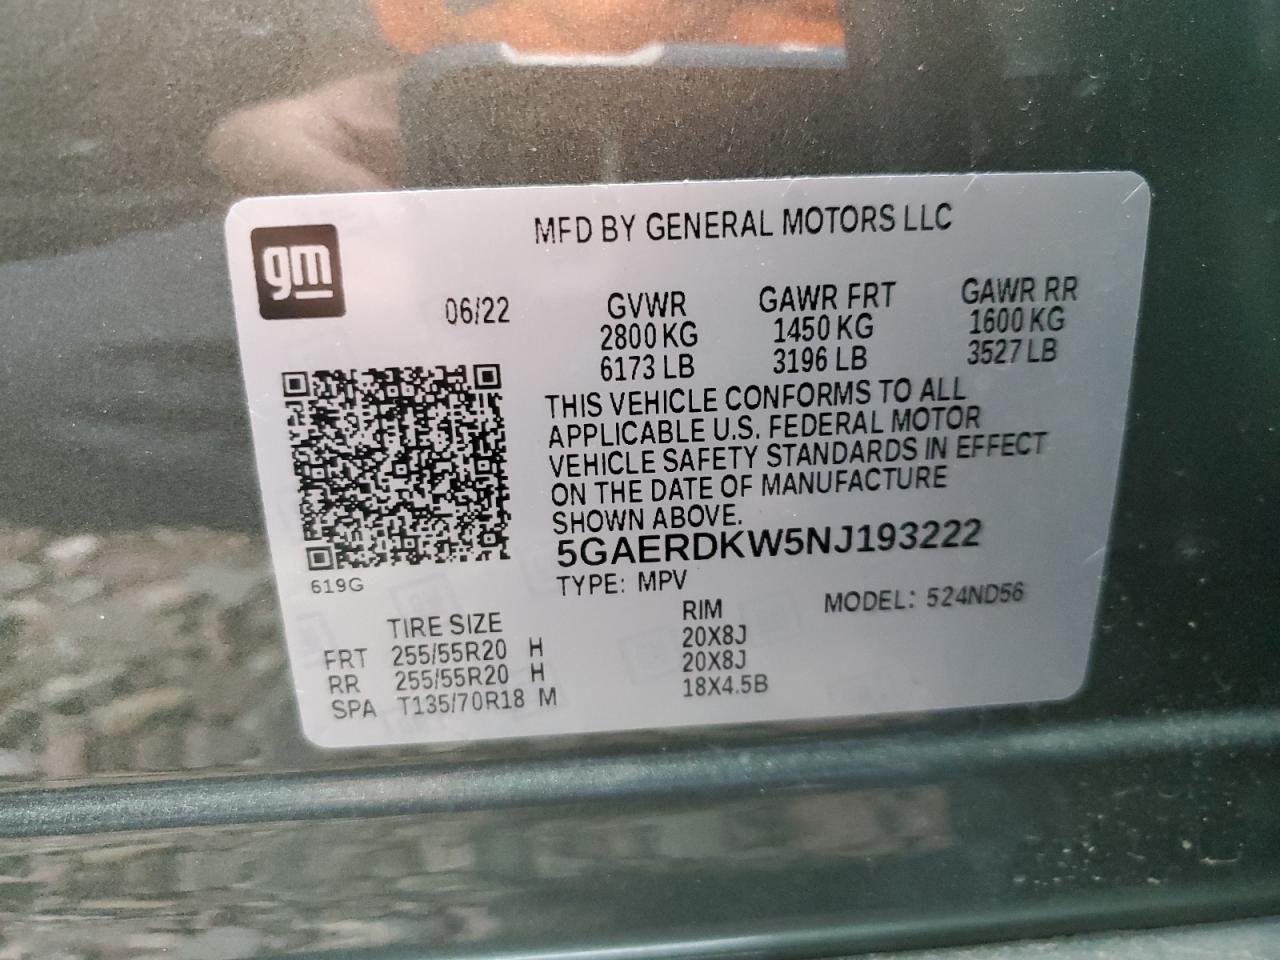 gm
MFD BY GENERAL MOTORS LLC
06/22
GVWR GAWR FRT GAWR RR
2800 KG 1450 KG 1600 KG
6173 LB 3196 LB 3527 LB
THIS VEHICLE CONFORMS TO ALL
APPLICABLE U.S. FEDERAL MOTOR
VEHICLE SAFETY STANDARDS IN EFFECT
ON THE DATE OF MANUFACTURE
SHOWN ABOVE.
5GAERDKW5NJ193222
619G
TYPE: MPV
MODEL: 524ND56
TIRE SIZE RIM
FRT 255/55R20 H 20X8J
RR 255/55R20 H 20X8J
SPA T135/70R18 M 18X4.5B